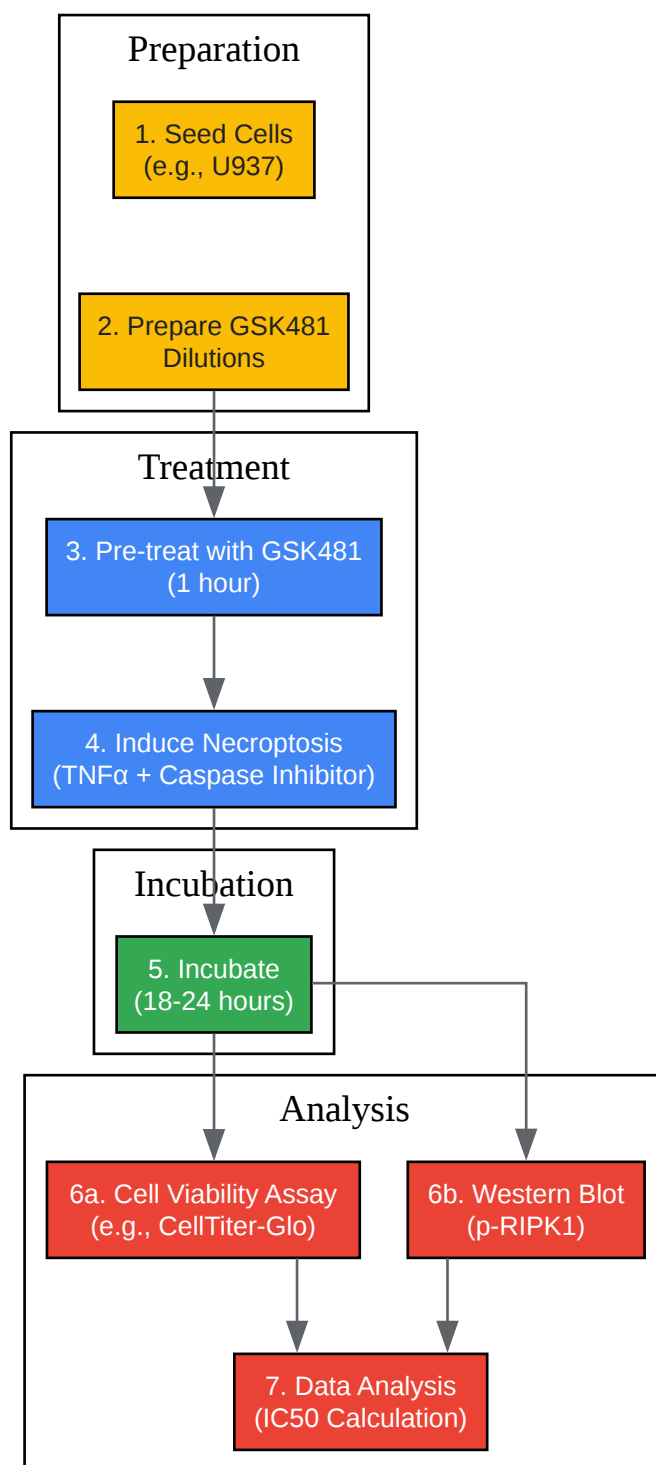 Preparation
1. Seed Cells
(e.g., U937)
2. Prepare GSK481
Dilutions
Treatment
3. Pre-treat with GSK481
(1 hour)
4. Induce Necroptosis
(TNFα + Caspase Inhibitor)
Incubation
5. Incubate
(18-24 hours)
Analysis
6a. Cell Viability Assay
(e.g., CellTiter-Glo)
6b. Western Blot
(p-RIPK1)
7. Data Analysis
(IC50 Calculation)